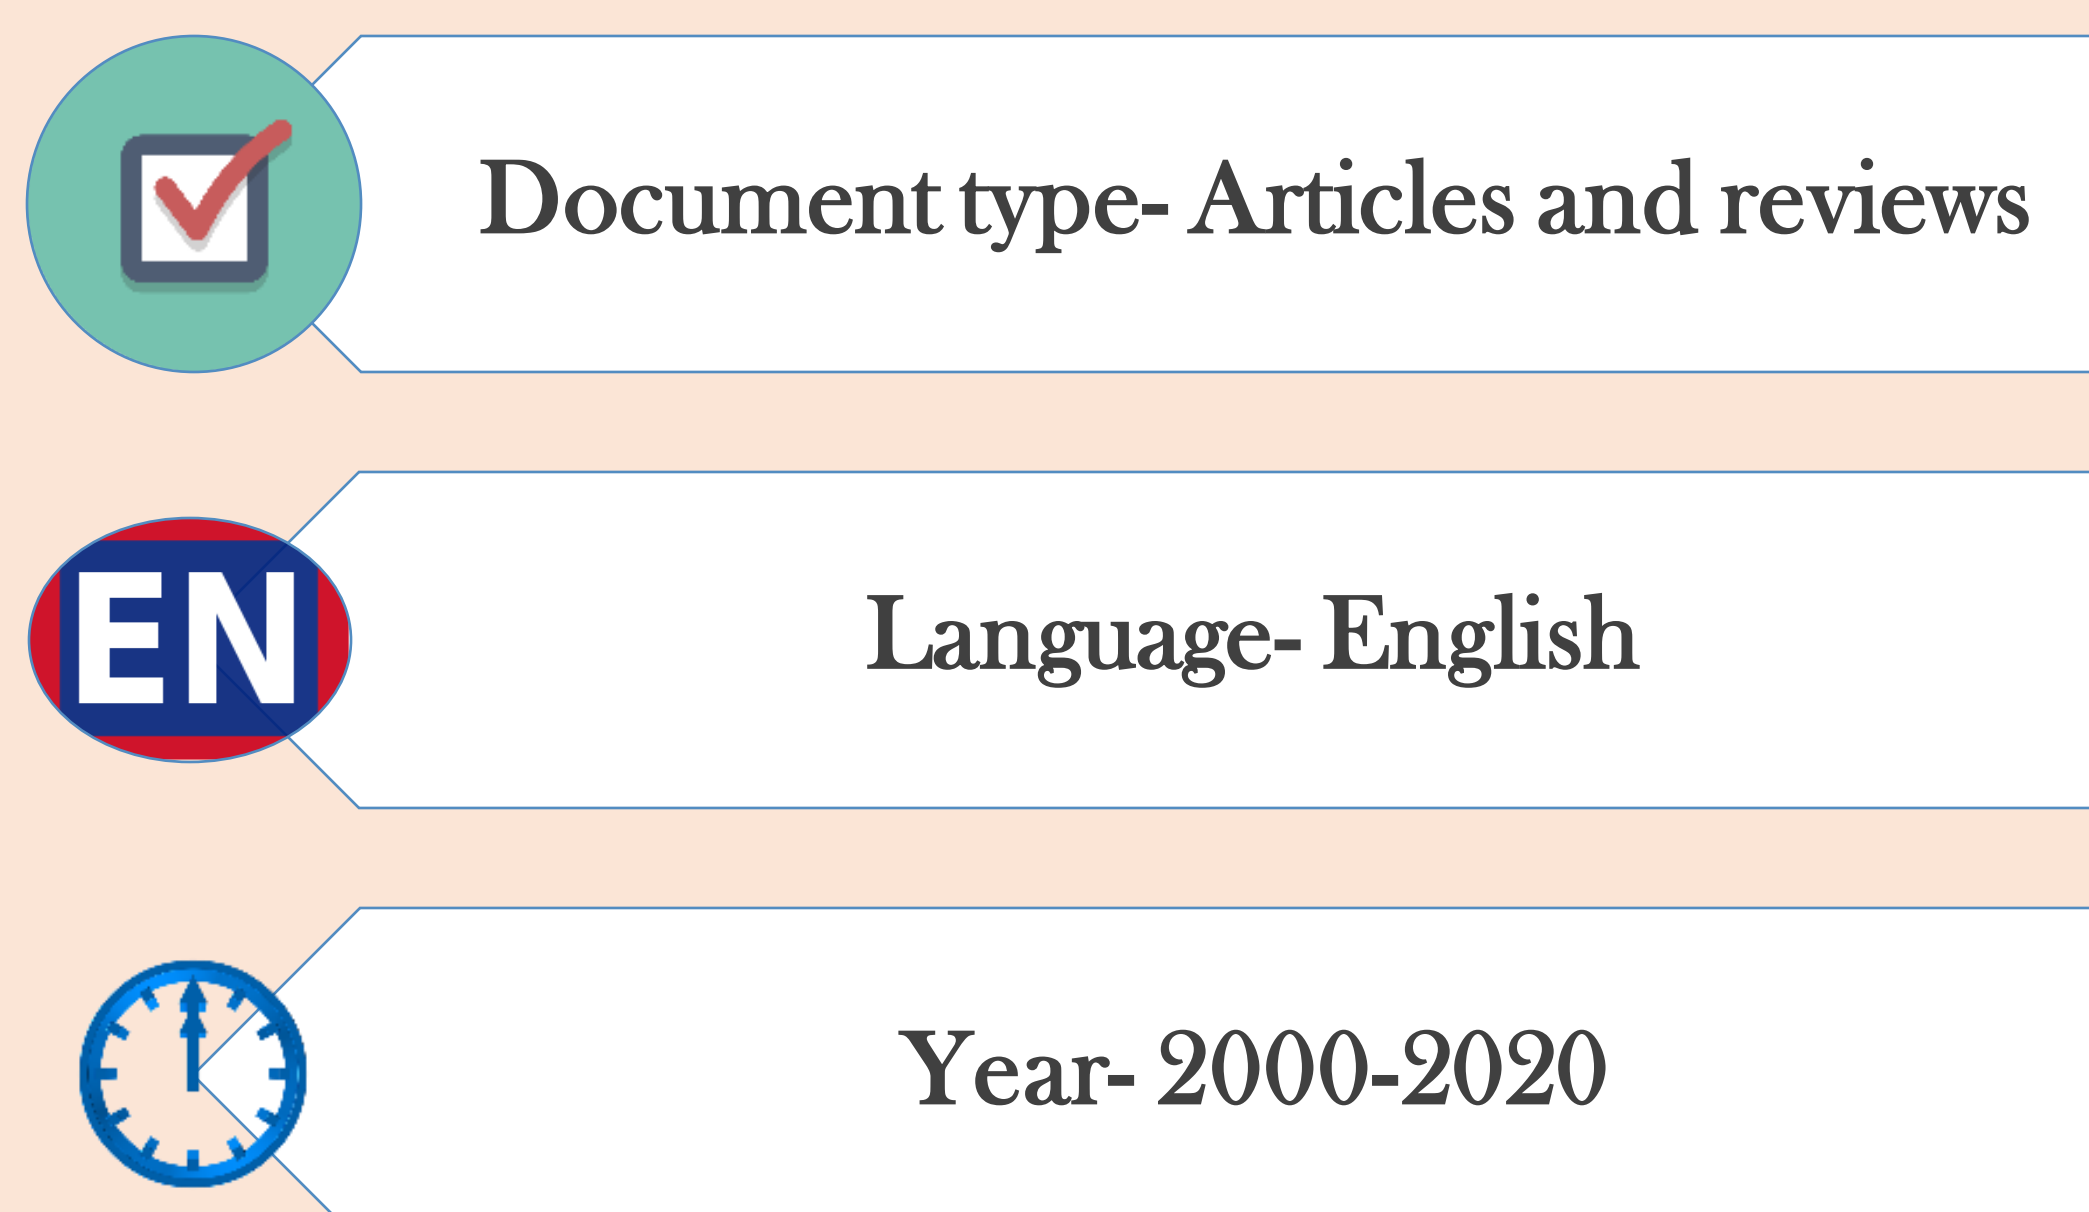 Document type- Articles and reviews
EN
Language- English
Year- 2000-2020